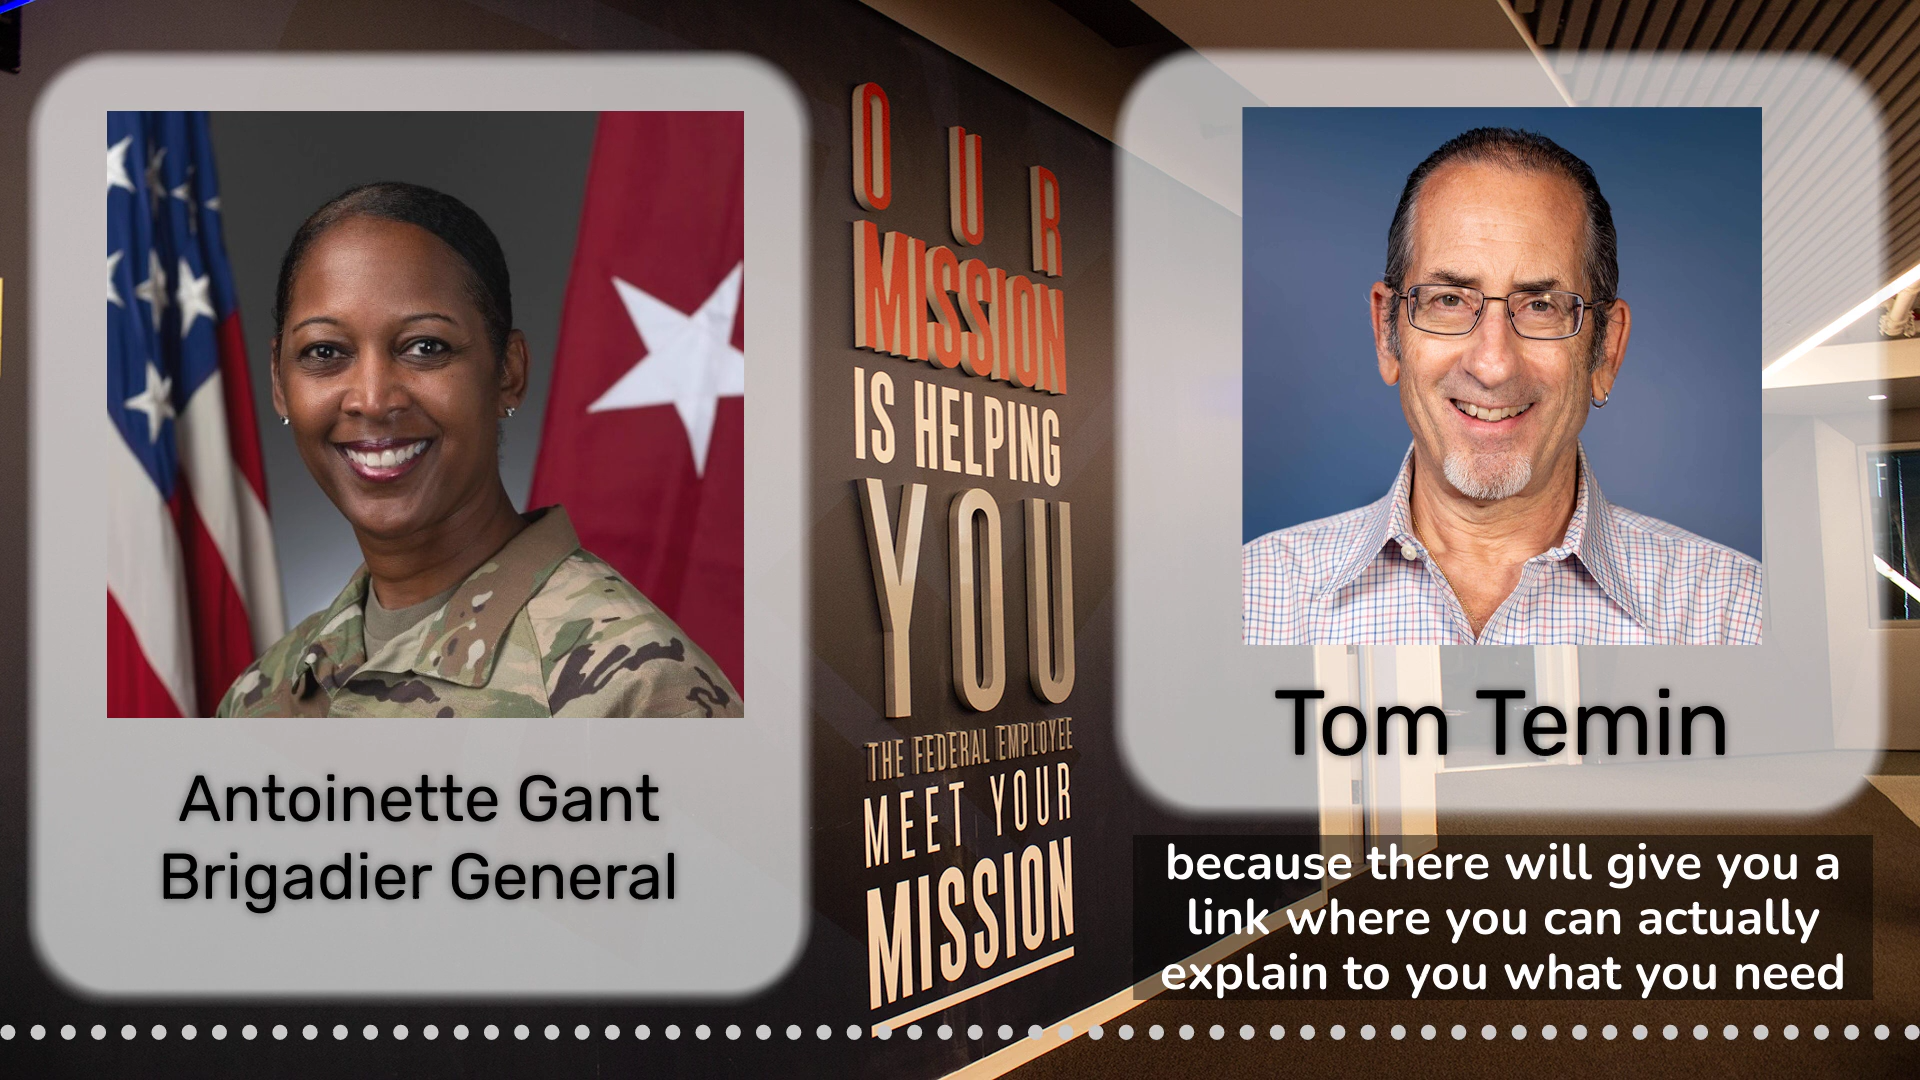 Antoinette Gant
Brigadier General
OUR
MISSION
IS HELPING
YOU
THE FEDERAL EMPLOYEE
MEET YOUR
MISSION
Tom Temin
because there will give you a
link where you can actually
explain to you what you need